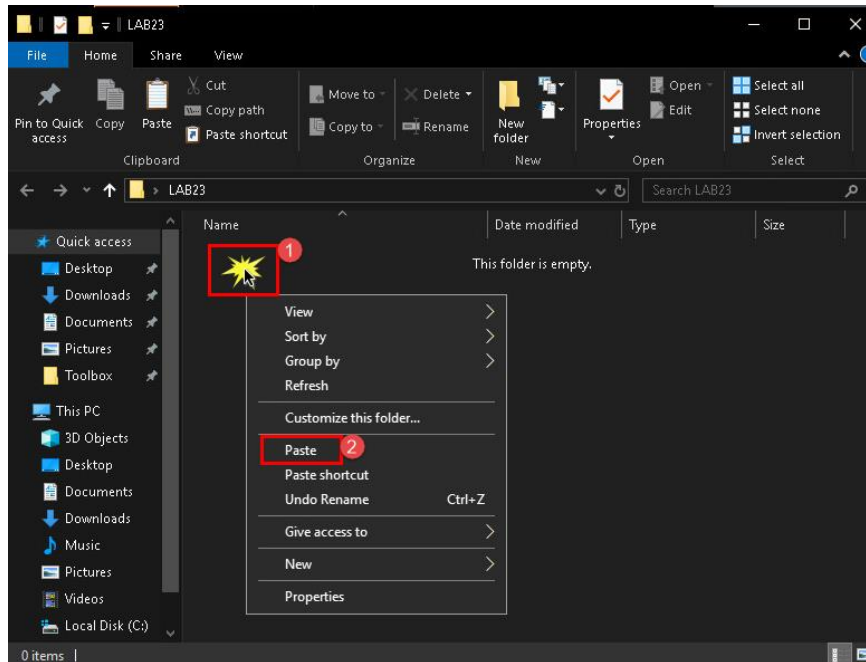 LAB23
File Home Share View
Pin to Quick access
Copy
Paste
Cut
Copy path
Paste shortcut
Clipboard
Move to
Copy to
Delete
Rename
Organize
New folder
New
Properties
Open
Edit
Open
Select all
Select none
Invert selection
Select
LAB23
Search LAB23
Name Date modified Type Size
This folder is empty.
Quick access
Desktop
Downloads
Documents
Pictures
Toolbox
This PC
3D Objects
Desktop
Documents
Downloads
Music
Pictures
Videos
Local Disk (C:)
1
View
Sort by
Group by
Refresh
Customize this folder...
Paste 2
Paste shortcut
Undo Rename Ctrl+Z
Give access to
New
Properties
0 items